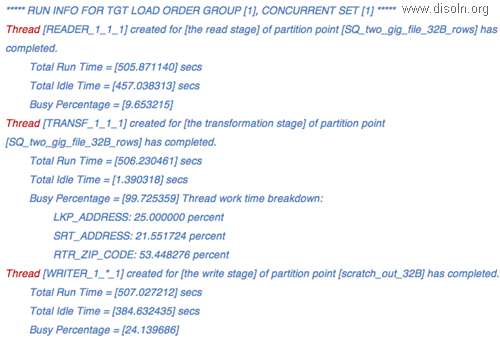 www.disoln.org
***** RUN INFO FOR TGT LOAD ORDER GROUP [1], CONCURRENT SET [1] *****
Thread [READER_1_1_1] created for [the read stage] of partition point [SQ_two_gig_file_32B_rows] has
completed.
Total Run Time = [505.871140] secs
Total Idle Time = [457.038313] secs
Busy Percentage = [9.653215]
Thread [TRANSF_1_1_1] created for [the transformation stage] of partition point
[SQ_two_gig_file_32B_rows] has completed.
Total Run Time = [506.230461] secs
Total Idle Time = [1.390318] secs
Busy Percentage = [99.725359] Thread work time breakdown:
LKP_ADDRESS: 25.000000 percent
SRT_ADDRESS: 21.551724 percent
RTR_ZIP_CODE: 53.448276 percent
Thread [WRITER_1_*_1] created for [the write stage] of partition point [scratch_out_32B] has completed.
Total Run Time = [507.027212] secs
Total Idle Time = [384.632435] secs
Busy Percentage = [24.139686]